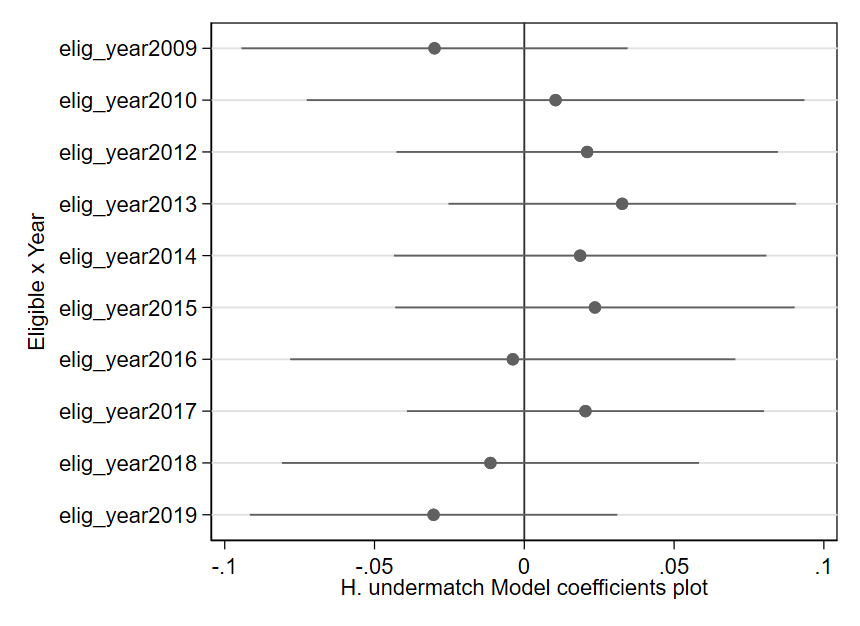 Eligible x Year
elig_year2009
elig_year2010
elig_year2012
elig_year2013
elig_year2014
elig_year2015
elig_year2016
elig_year2017
elig_year2018
elig_year2019
-.1 -.05 0 .05 .1
H. undermatch Model coefficients plot